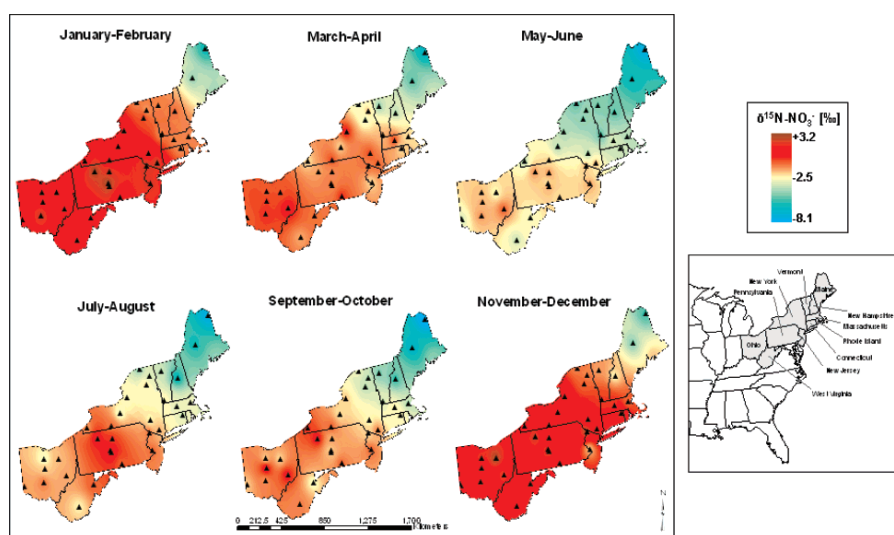 January-February
March-April
May-June
July-August
September-October
November-December
0 212.5 425 850 1,275 1,700
Kilometers
N
δ¹⁵N-NO₃⁻ [‰]
+3.2
-2.5
-8.1
Vermont
New York
Maine
Pennsylvania
New Hampshire
Massachusetts
Ohio
Rhode Island
Connecticut
New Jersey
West Virginia